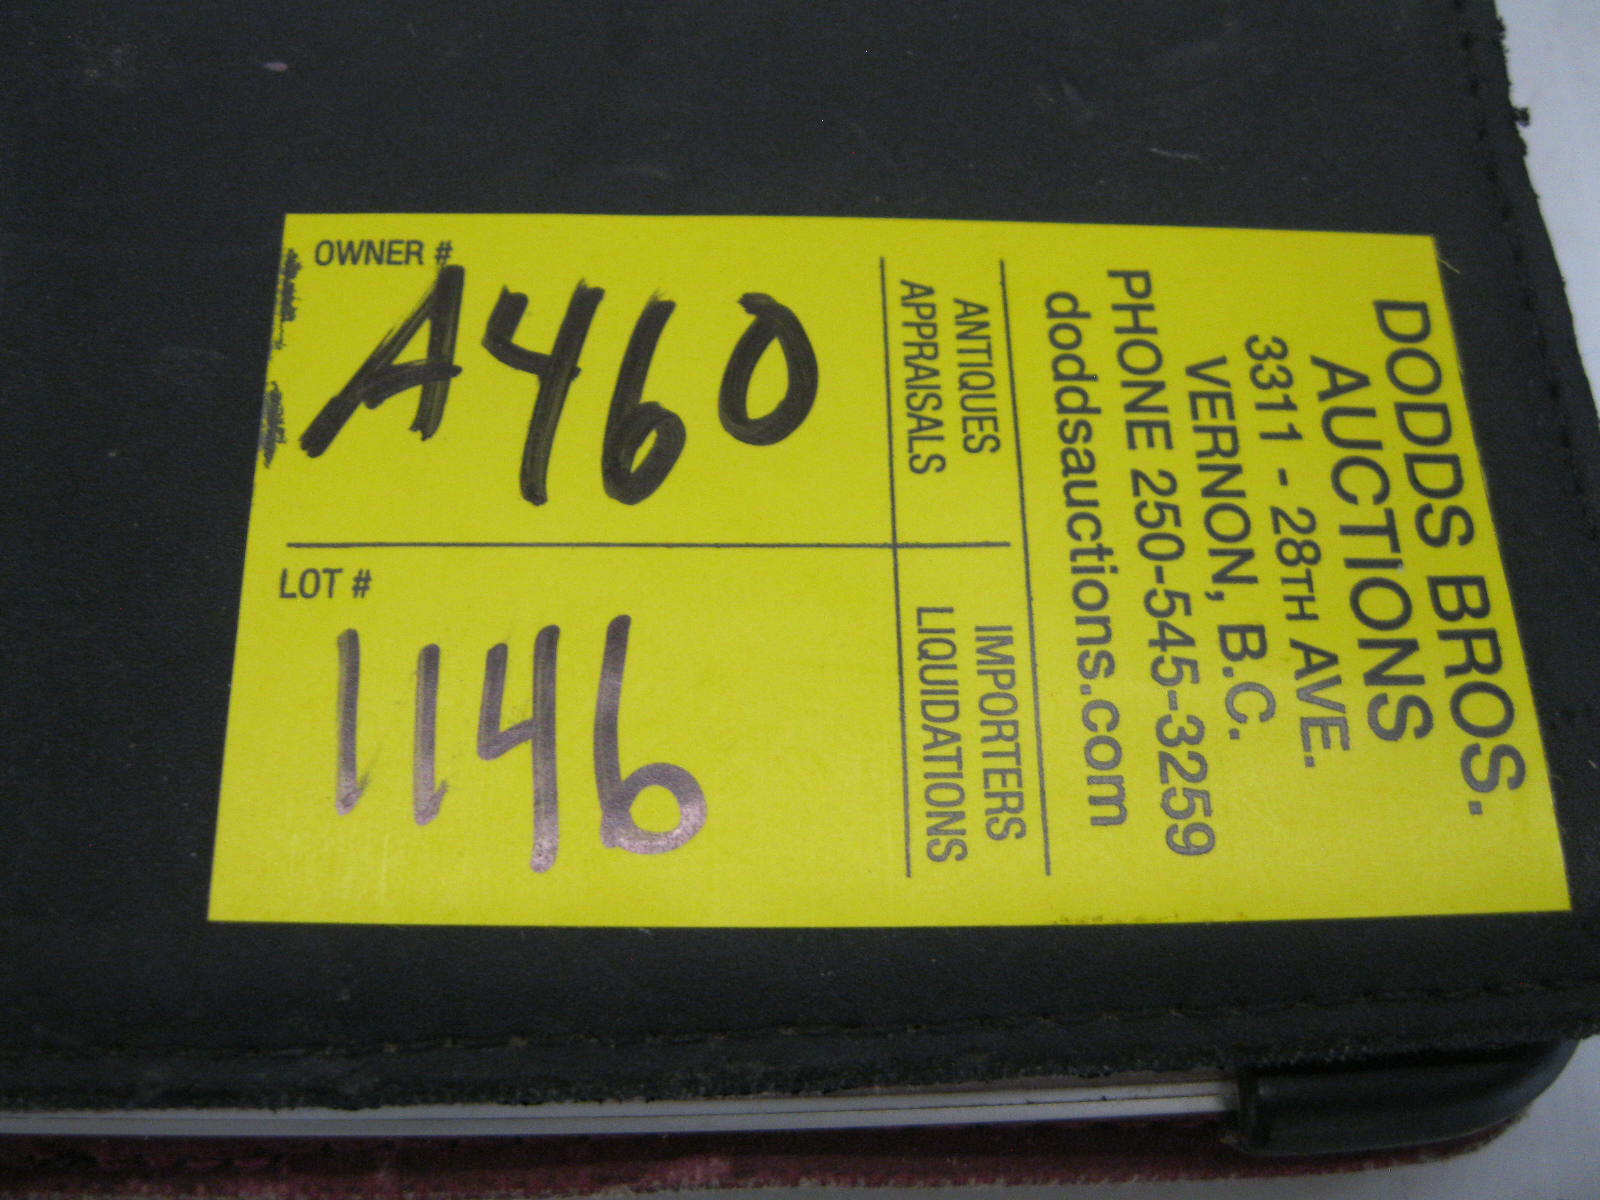 DODDS BROS.
AUCTIONS
3311 - 28TH AVE.
VERNON, B.C.
PHONE 250-545-3259
doddsauctions.com
ANTIQUES
APPRAISALS
IMPORTERS
LIQUIDATIONS
OWNER #
A460
LOT #
1146